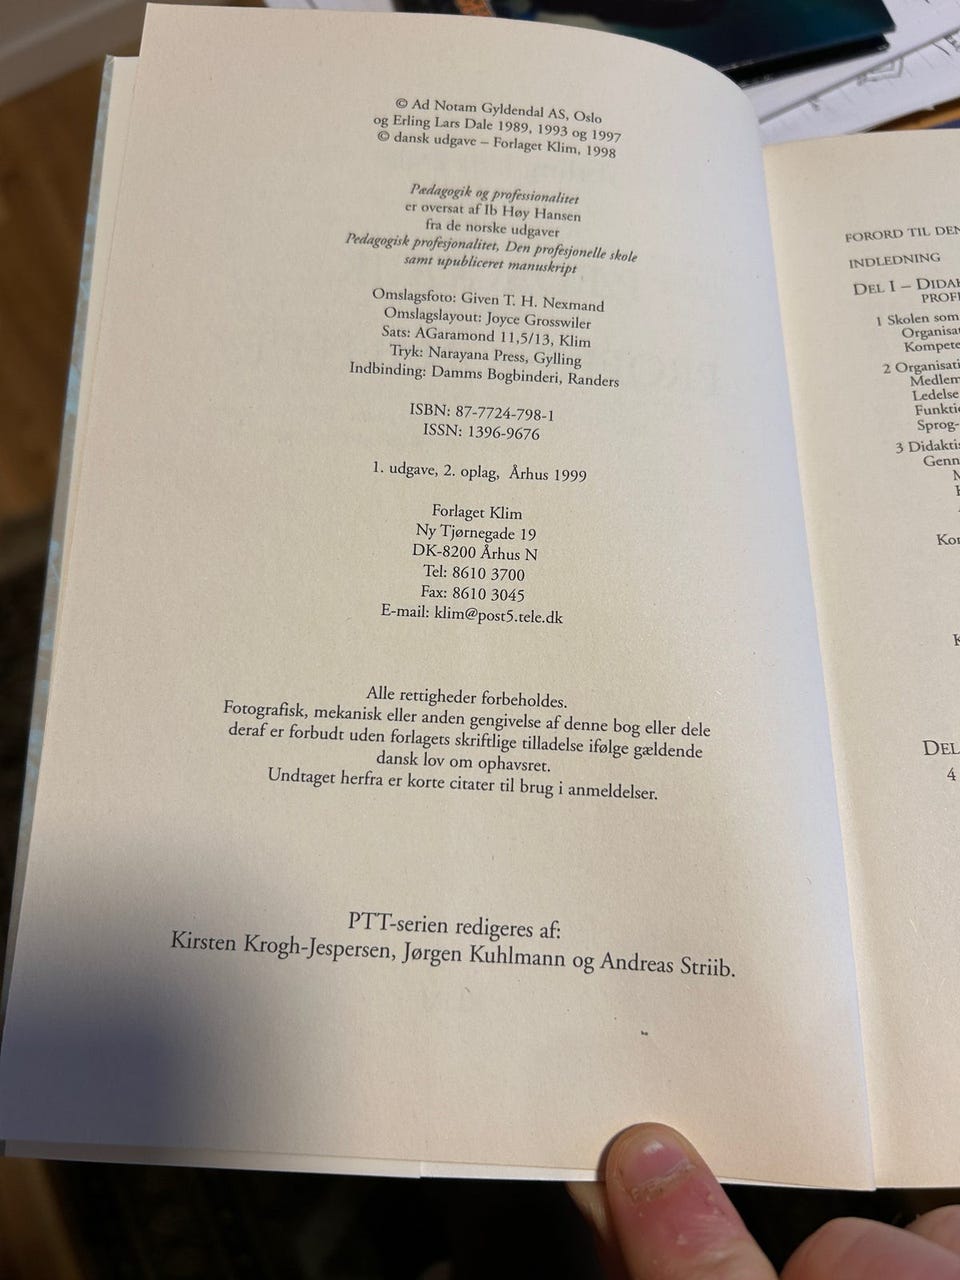 © Ad Notam Gyldendal AS, Oslo
og Erling Lars Dale 1989, 1993 og 1997
© dansk udgave – Forlaget Klim, 1998
Pædagogik og professionalitet
er oversat af Ib Høy Hansen
fra de norske udgaver
Pedagogisk profesjonalitet, Den profesjonelle skole
samt upubliceret manuskript
Omslagsfoto: Given T. H. Nexmand
Omslagslayout: Joyce Grosswiler
Sats: AGaramond 11,5/13, Klim
Tryk: Narayana Press, Gylling
Indbinding: Damms Bogbinderi, Randers
ISBN: 87-7724-798-1
ISSN: 1396-9676
1. udgave, 2. oplag, Århus 1999
Forlaget Klim
Ny Tjørnegade 19
DK-8200 Århus N
Tel: 8610 3700
Fax: 8610 3045
E-mail: klim@post5.tele.dk
Alle rettigheder forbeholdes.
Fotografisk, mekanisk eller anden gengivelse af denne bog eller dele
deraf er forbudt uden forlagets skriftlige tilladelse ifølge gældende
dansk lov om ophavsret.
Undtaget herfra er korte citater til brug i anmeldelser.
PTT-serien redigeres af:
Kirsten Krogh-Jespersen, Jørgen Kuhlmann og Andreas Striib.
FORORD TIL DEN
INDLEDNING
DEL I – DIDAK
PROFE
1 Skolen som
Organisat
Kompete
2 Organisati
Medlem
Ledelse
Funktio
Sprog-
3 Didaktis
Genn
Kon
DEL
4